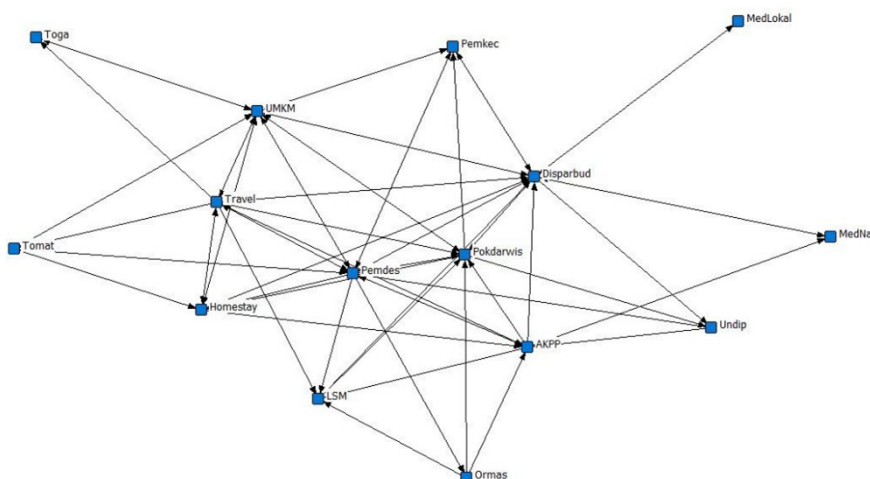 MedLokal
Toga
Pemkec
UMKM
Disparbud
Travel
MedNa
Tomat
Pokdarwis
Pemdes
Homestay
Undip
AKPP
LSM
Ormas